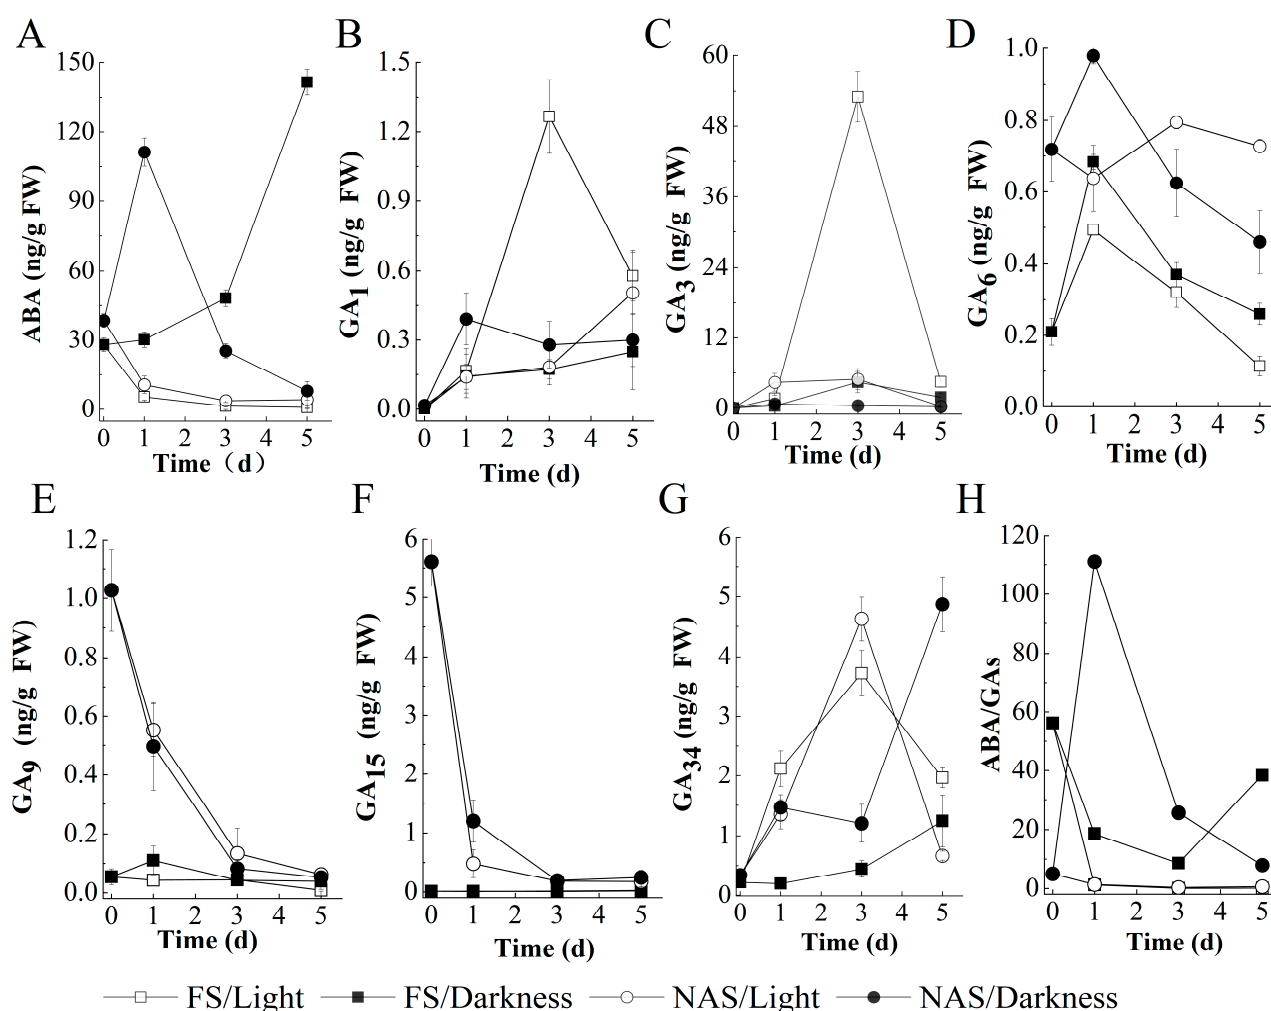 A
B
C
D
ABA (ng/g FW)
150
120
90
60
30
0
0 1 2 3 4 5
Time（d）
GA1 (ng/g FW)
1.5
1.2
0.9
0.6
0.3
0.0
0 1 2 3 4 5
Time (d)
GA3 (ng/g FW)
60
48
36
24
12
0
0 1 2 3 4 5
Time (d)
GA6 (ng/g FW)
1.0
0.8
0.6
0.4
0.2
0.0
0 1 2 3 4 5
Time (d)
E
F
G
H
GA9 (ng/g FW)
1.2
1.0
0.8
0.6
0.4
0.2
0.0
0 1 2 3 4 5
Time (d)
GA15 (ng/g FW)
6
5
4
3
2
1
0
0 1 2 3 4 5
Time (d)
GA34 (ng/g FW)
6
5
4
3
2
1
0
0 1 2 3 4 5
Time (d)
ABA/GAs
120
100
80
60
40
20
0
0 1 2 3 4 5
Time (d)
FS/Light FS/Darkness NAS/Light NAS/Darkness